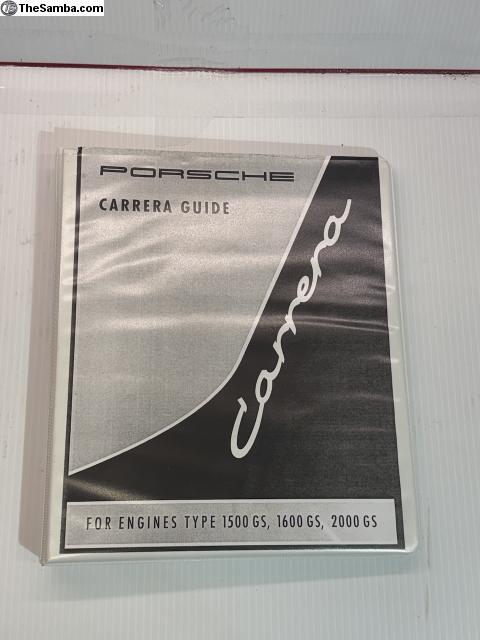 TheSamba.com
PORSCHE
CARRERA GUIDE
Carrera
FOR ENGINES TYPE 1500 GS, 1600 GS, 2000 GS